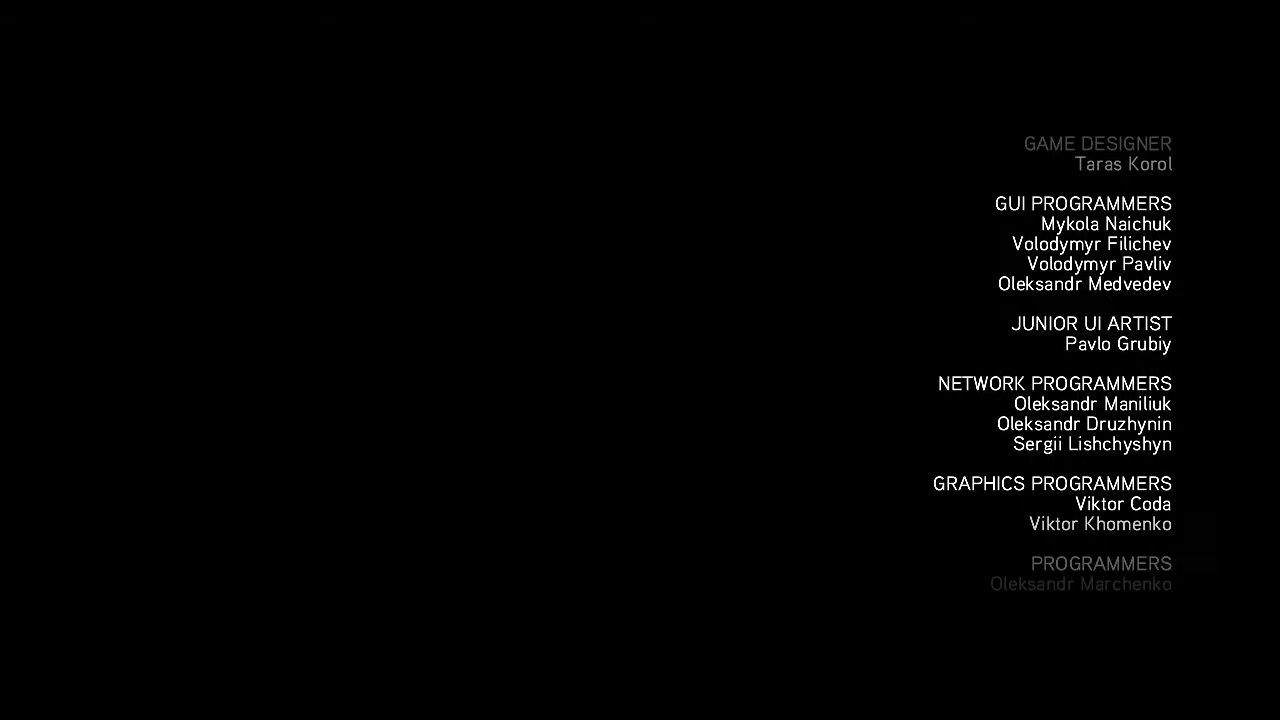 GAME DESIGNER
Taras Korol
GUI PROGRAMMERS
Mykola Naichuk
Volodymyr Filichev
Volodymyr Pavliv
Oleksandr Medvedev
JUNIOR UI ARTIST
Pavlo Grubiy
NETWORK PROGRAMMERS
Oleksandr Maniliuk
Oleksandr Druzhynin
Sergii Lishchyshyn
GRAPHICS PROGRAMMERS
Viktor Coda
Viktor Khomenko
PROGRAMMERS
Oleksandr Marchenko